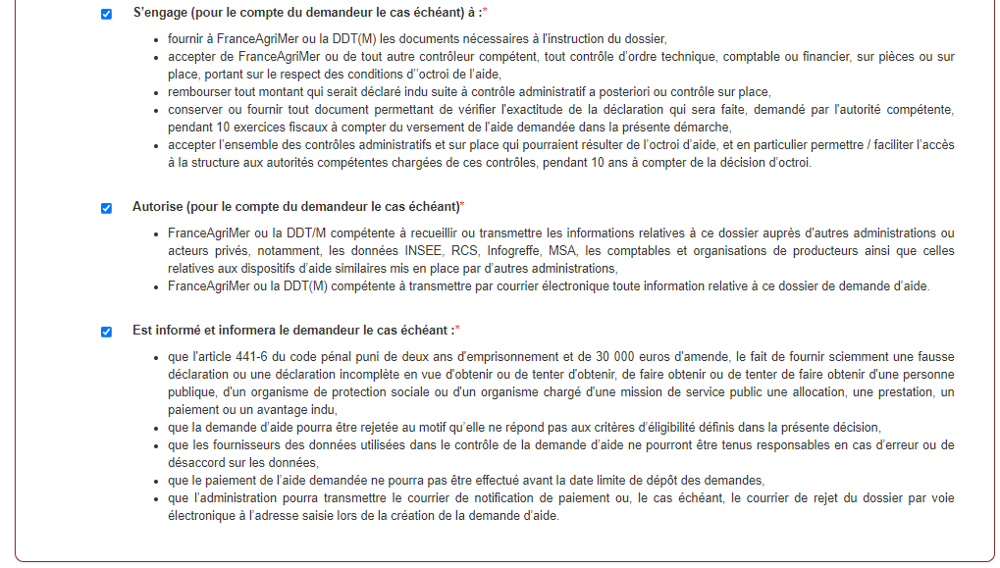 S'engage (pour le compte du demandeur le cas échéant) à :*
• fournir à FranceAgriMer ou la DDT(M) les documents nécessaires à l'instruction du dossier,
• accepter de FranceAgriMer ou de tout autre contrôleur compétent, tout contrôle d'ordre technique, comptable ou financier, sur pièces ou sur
place, portant sur le respect des conditions d''octroi de l'aide,
• rembourser tout montant qui serait déclaré indu suite à contrôle administratif a posteriori ou contrôle sur place,
• conserver ou fournir tout document permettant de vérifier l'exactitude de la déclaration qui sera faite, demandé par l'autorité compétente,
pendant 10 exercices fiscaux à compter du versement de l'aide demandée dans la présente démarche,
• accepter l'ensemble des contrôles administratifs et sur place qui pourraient résulter de l'octroi d'aide, et en particulier permettre / faciliter l'accès
à la structure aux autorités compétentes chargées de ces contrôles, pendant 10 ans à compter de la décision d'octroi.
Autorise (pour le compte du demandeur le cas échéant)*
• FranceAgriMer ou la DDT/M compétente à recueillir ou transmettre les informations relatives à ce dossier auprès d'autres administrations ou
acteurs privés, notamment, les données INSEE, RCS, Infogreffe, MSA, les comptables et organisations de producteurs ainsi que celles
relatives aux dispositifs d'aide similaires mis en place par d'autres administrations,
• FranceAgriMer ou la DDT(M) compétente à transmettre par courrier électronique toute information relative à ce dossier de demande d'aide.
Est informé et informera le demandeur le cas échéant :*
• que l'article 441-6 du code pénal puni de deux ans d'emprisonnement et de 30 000 euros d'amende, le fait de fournir sciemment une fausse
déclaration ou une déclaration incomplète en vue d'obtenir ou de tenter d'obtenir, de faire obtenir ou de tenter de faire obtenir d'une personne
publique, d'un organisme de protection sociale ou d'un organisme chargé d'une mission de service public une allocation, une prestation, un
paiement ou un avantage indu,
• que la demande d'aide pourra être rejetée au motif qu'elle ne répond pas aux critères d'éligibilité définis dans la présente décision,
• que les fournisseurs des données utilisées dans le contrôle de la demande d'aide ne pourront être tenus responsables en cas d'erreur ou de
désaccord sur les données,
• que le paiement de l'aide demandée ne pourra pas être effectué avant la date limite de dépôt des demandes,
• que l'administration pourra transmettre le courrier de notification de paiement ou, le cas échéant, le courrier de rejet du dossier par voie
électronique à l'adresse saisie lors de la création de la demande d'aide.